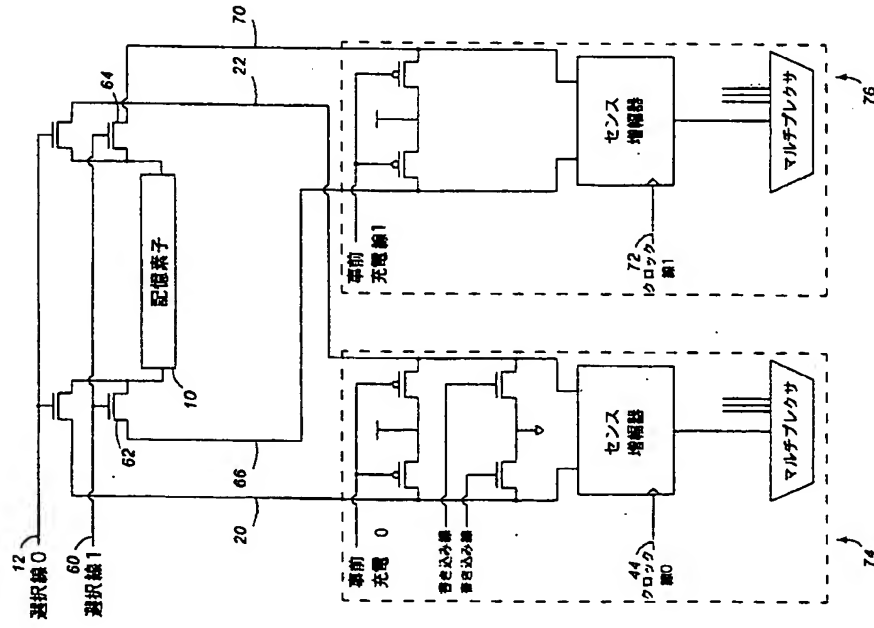 12
選択線0
60
選択線1
記憶素子
10
62
64
20
66
22
70
事前
充電 0
書き込み線
書き込み線
44
クロック
線0
センス
増幅器
マルチプレクサ
74
事前
充電線1
72
クロック
線1
センス
増幅器
マルチプレクサ
76